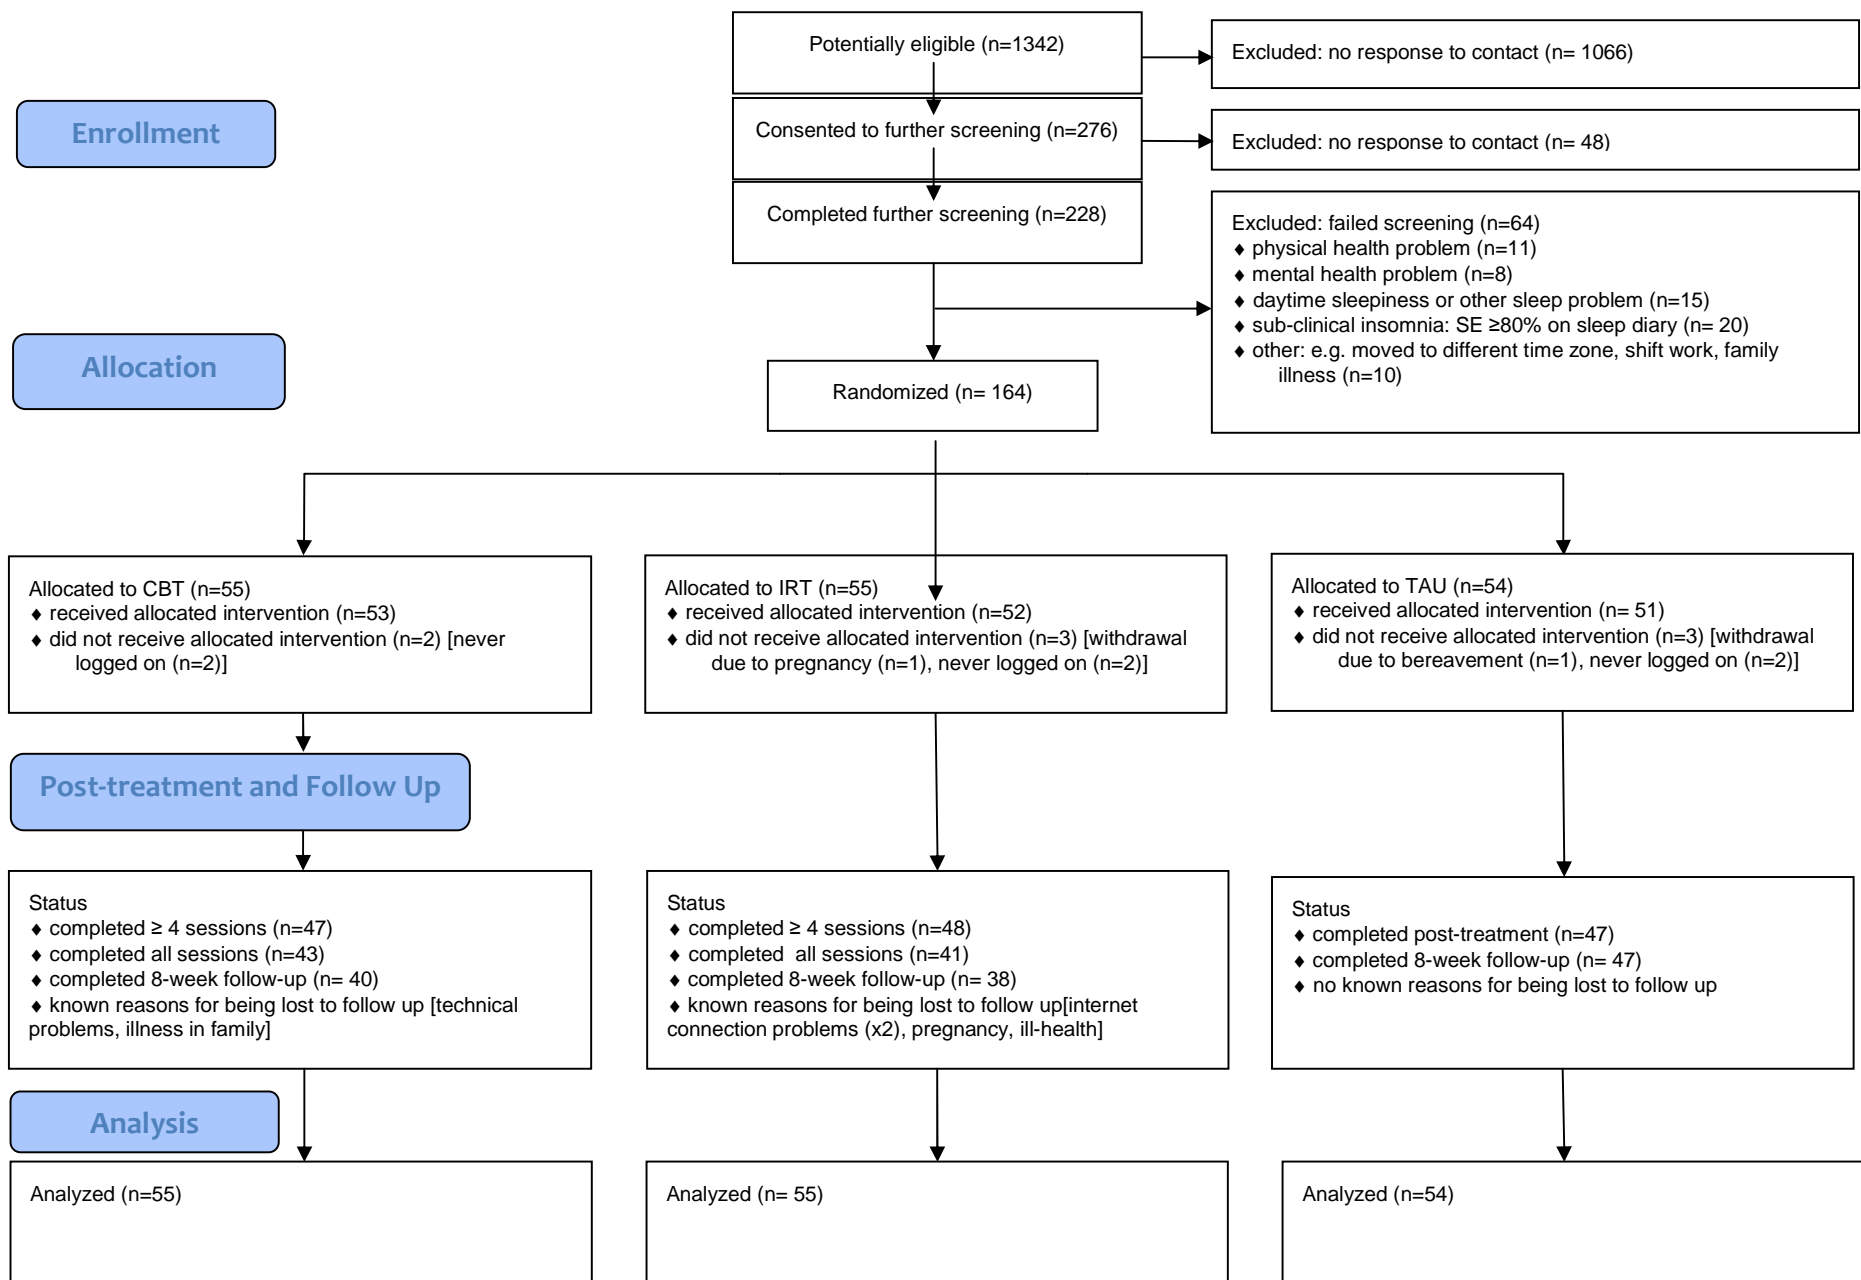 Potentially eligible (n=1342)
Excluded: no response to contact (n= 1066)
Enrollment
Consented to further screening (n=276)
Excluded: no response to contact (n= 48)
Completed further screening (n=228)
Excluded: failed screening (n=64)
♦ physical health problem (n=11)
♦ mental health problem (n=8)
♦ daytime sleepiness or other sleep problem (n=15)
♦ sub-clinical insomnia: SE ≥80% on sleep diary (n= 20)
♦ other: e.g. moved to different time zone, shift work, family
illness (n=10)
Allocation
Randomized (n= 164)
Allocated to CBT (n=55)
♦ received allocated intervention (n=53)
♦ did not receive allocated intervention (n=2) [never
logged on (n=2)]
Allocated to IRT (n=55)
♦ received allocated intervention (n=52)
♦ did not receive allocated intervention (n=3) [withdrawal
due to pregnancy (n=1), never logged on (n=2)]
Allocated to TAU (n=54)
♦ received allocated intervention (n= 51)
♦ did not receive allocated intervention (n=3) [withdrawal
due to bereavement (n=1), never logged on (n=2)]
Post-treatment and Follow Up
Status
♦ completed ≥ 4 sessions (n=47)
♦ completed all sessions (n=43)
♦ completed 8-week follow-up (n= 40)
♦ known reasons for being lost to follow up [technical
problems, illness in family]
Status
♦ completed ≥ 4 sessions (n=48)
♦ completed  all sessions (n=41)
♦ completed 8-week follow-up (n= 38)
♦ known reasons for being lost to follow up[internet
connection problems (x2), pregnancy, ill-health]
Status
♦ completed post-treatment (n=47)
♦ completed 8-week follow-up (n= 47)
♦ no known reasons for being lost to follow up
Analysis
Analyzed (n=55)
Analyzed (n= 55)
Analyzed (n=54)